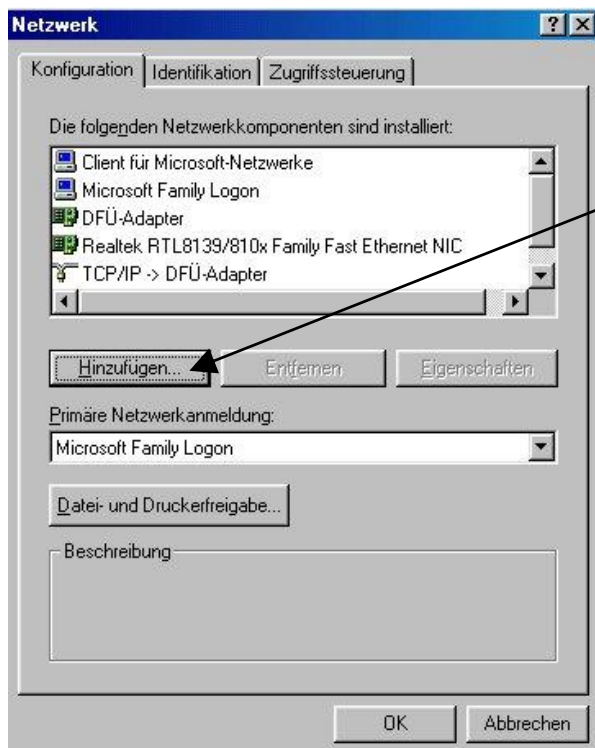 Netzwerk
Konfiguration Identifikation Zugriffssteuerung
Die folgenden Netzwerkkomponenten sind installiert:
Client für Microsoft-Netzwerke
Microsoft Family Logon
DFÜ-Adapter
Realtek RTL8139/810x Family Fast Ethernet NIC
TCP/IP -> DFÜ-Adapter
Hinzufügen... Entfernen Eigenschaften
Primäre Netzwerkanmeldung:
Microsoft Family Logon
Datei- und Druckerfreigabe...
Beschreibung
OK Abbrechen